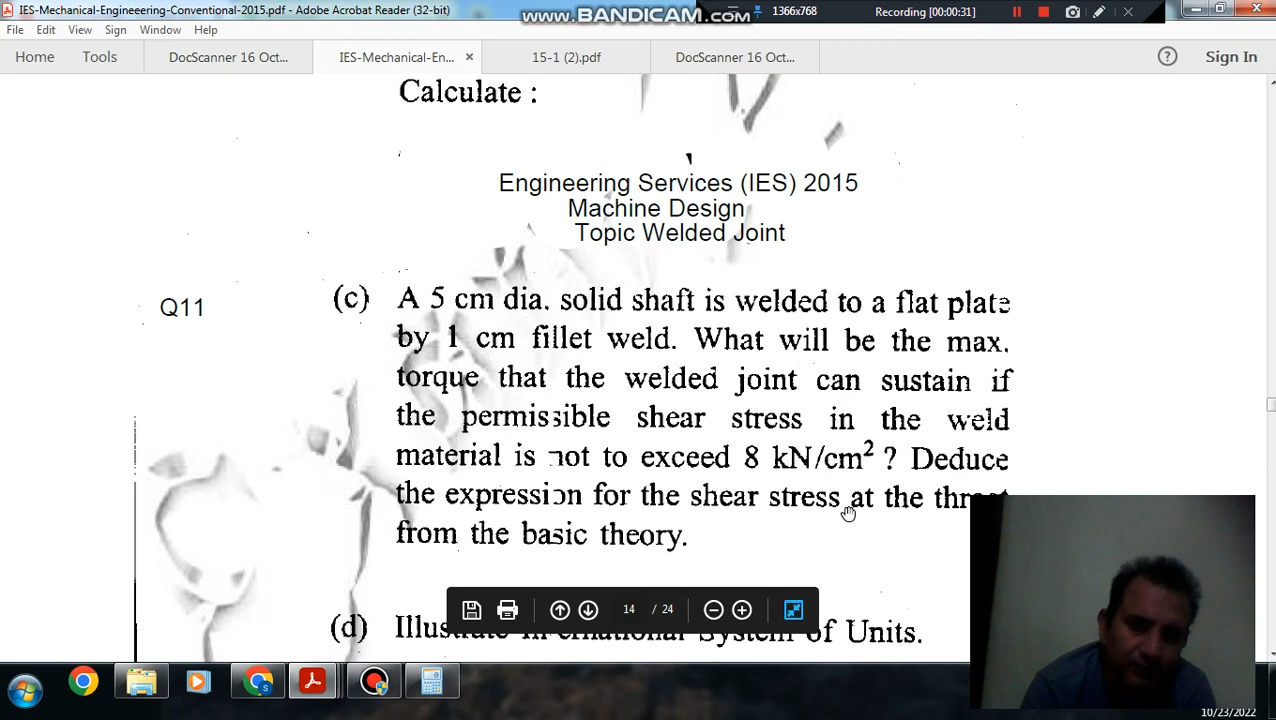 IES-Mechanical-Engineeering-Conventional-2015.pdf - Adobe Acrobat Reader (32-bit)
www.BANDICAM.com
1366x768
Recording [00:00:31]
File Edit View Sign Window Help
Home Tools DocScanner 16 Oct... IES-Mechanical-En... 15-1 (2).pdf DocScanner 16 Oct... Sign In
Calculate :
Engineering Services (IES) 2015
Machine Design
Topic Welded Joint
Q11
(c) A 5 cm dia. solid shaft is welded to a flat plate
by 1 cm fillet weld. What will be the max.
torque that the welded joint can sustain if
the permissible shear stress in the weld
material is not to exceed 8 kN/cm² ? Deduce
the expression for the shear stress at the
from the basic theory.
14 / 24
(d) of Units.
10/23/2022